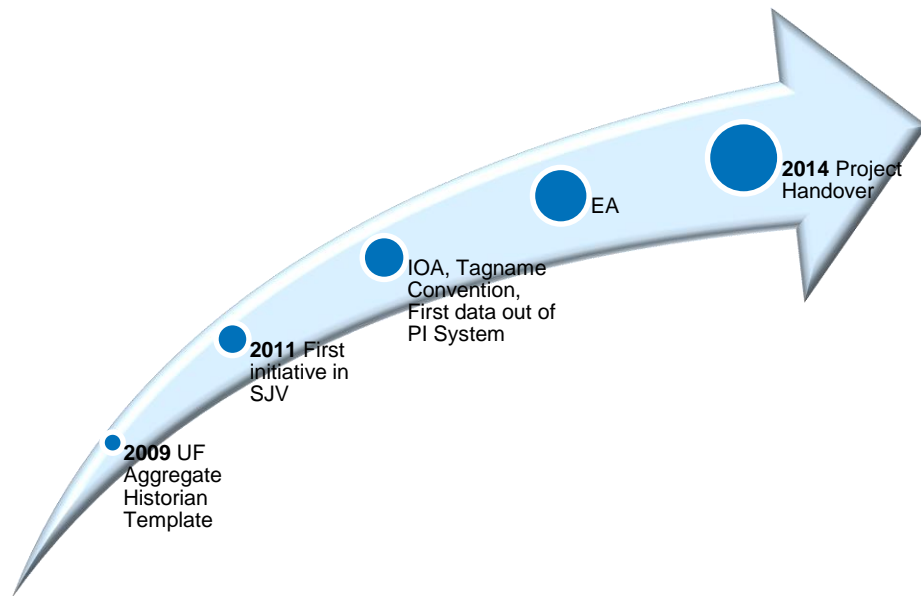 2009 UF
Aggregate
Historian
Template
2011 First
initiative in
SJV
IOA, Tagname
Convention,
First data out of
PI System
EA
2014 Project
Handover